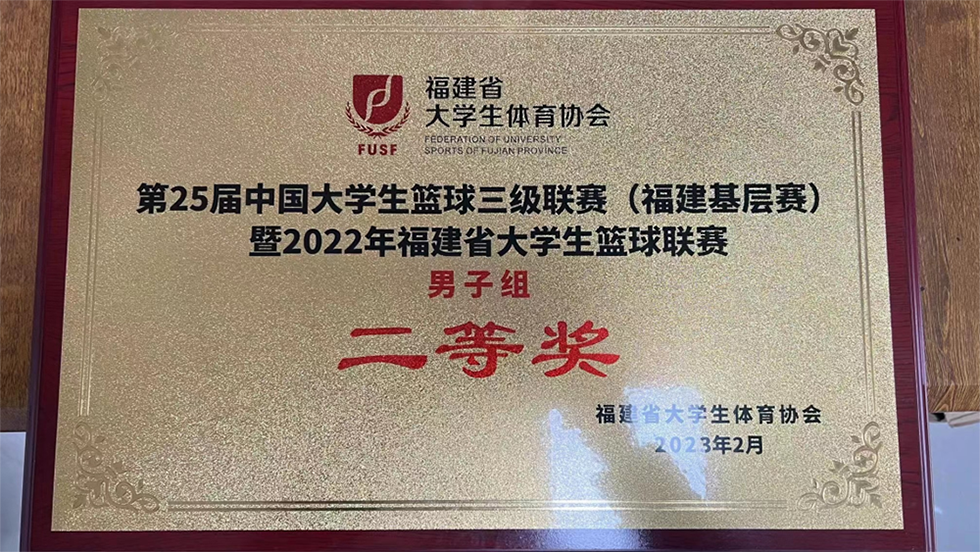 福建省
大学生体育协会
FEDERATION OF UNIVERSITY
SPORTS OF FUJIAN PROVINCE
FUSF
第25届中国大学生篮球三级联赛（福建基层赛）
暨2022年福建省大学生篮球联赛
男子组
二等奖
福建省大学生体育协会
2023年2月